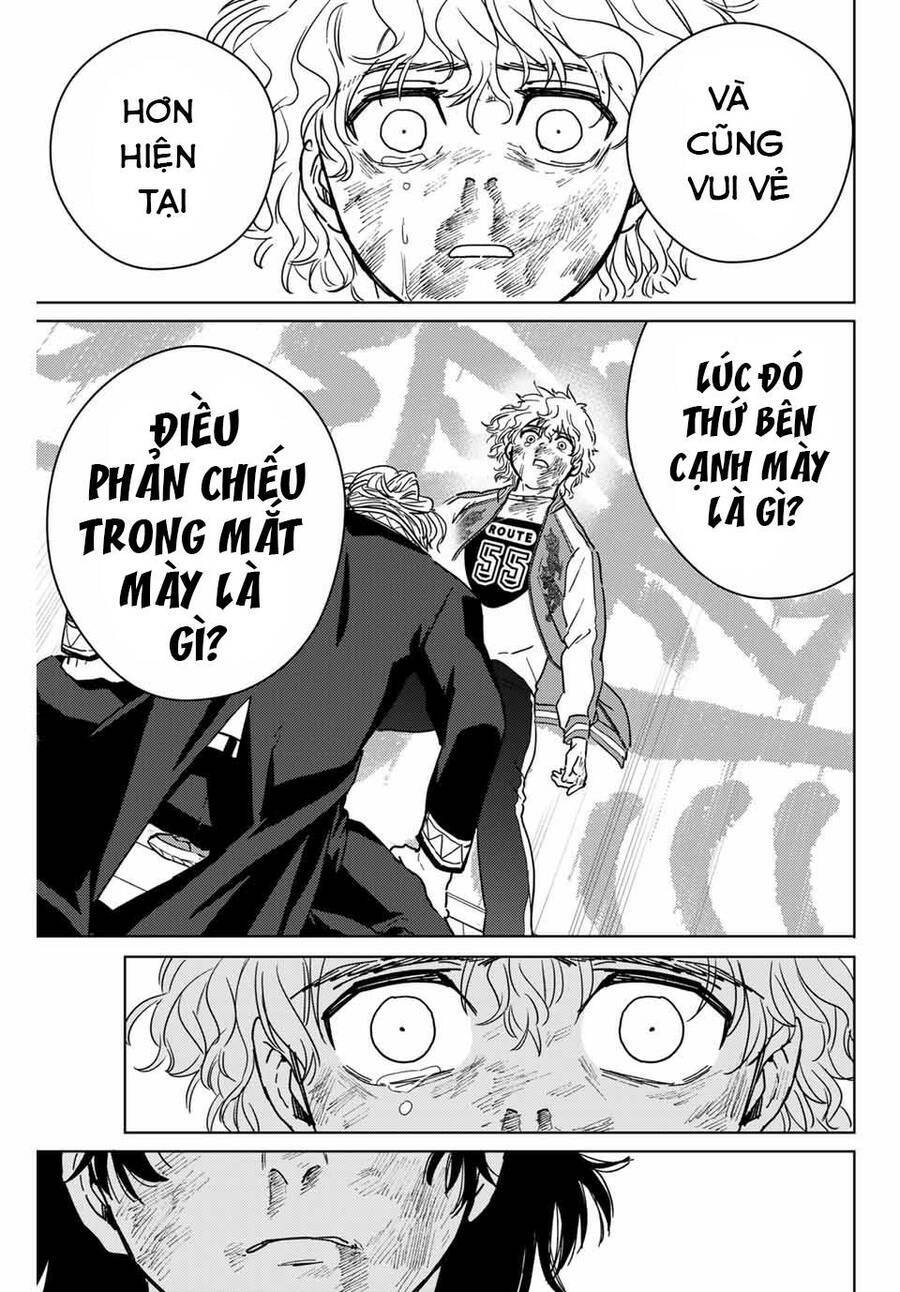 VÀ
CŨNG
VUI VẺ
HƠN
HIỆN
TẠI
LÚC ĐÓ
THỨ BÊN
CẠNH MÀY
LÀ GÌ?
ĐIỀU
PHẢN CHIẾU
TRONG MẮT
MÀY LÀ
GÌ?
ROUTE
55